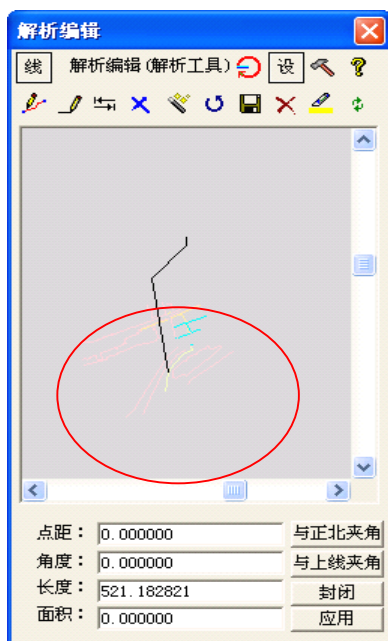 解析编辑
线 解析编辑(解析工具) 设
点距： 0.000000 与正北夹角
角度： 0.000000 与上线夹角
长度： 521.182821 封闭
面积： 0.000000 应用